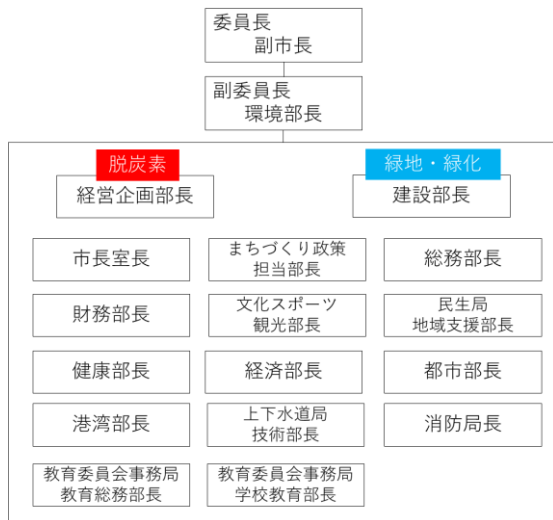 委員長
副市長
副委員長
環境部長
脱炭素
経営企画部長
緑地・緑化
建設部長
市長室長
まちづくり政策
担当部長
総務部長
財務部長
文化スポーツ
観光部長
民生局
地域支援部長
健康部長
経済部長
都市部長
港湾部長
上下水道局
技術部長
消防局長
教育委員会事務局
教育総務部長
教育委員会事務局
学校教育部長